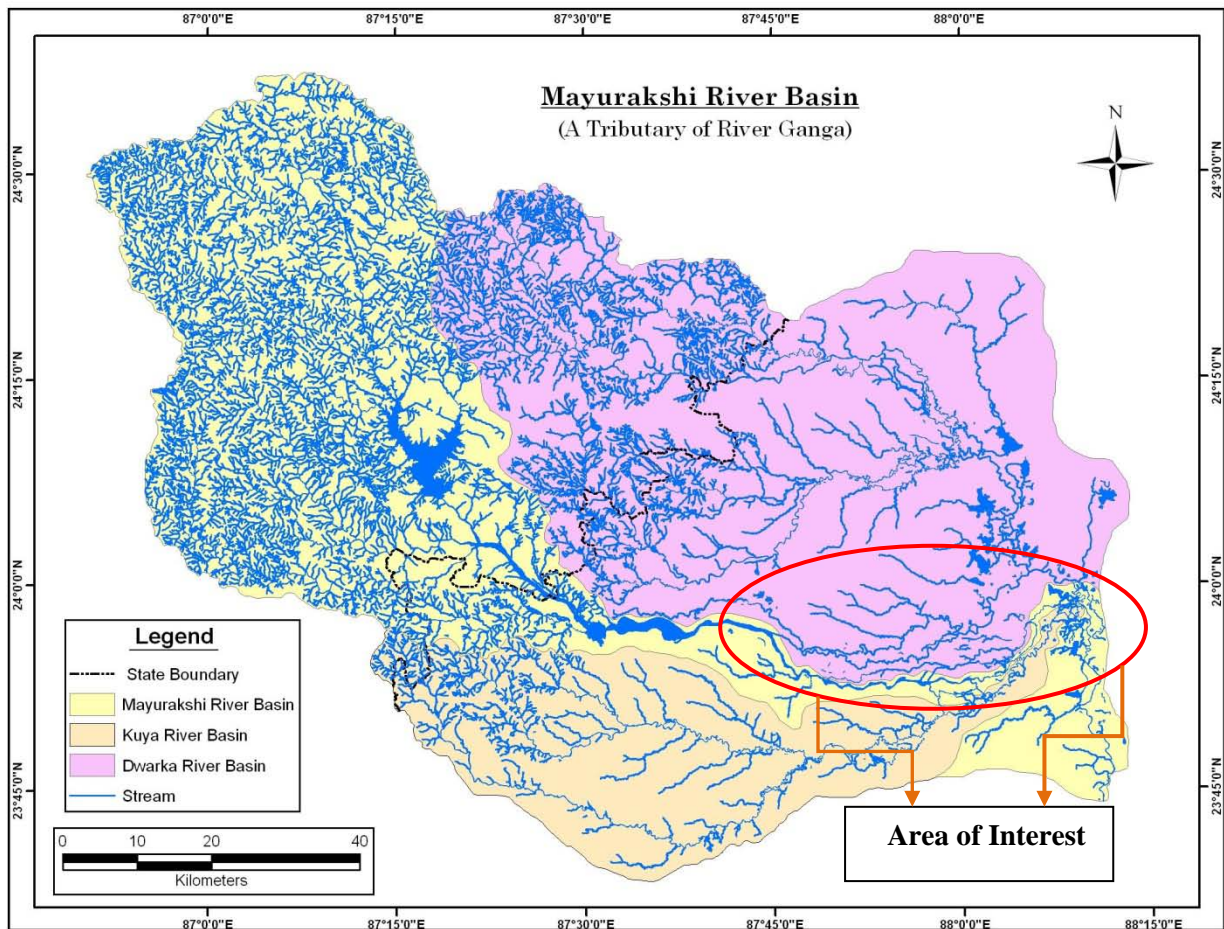 87°0'0"E 87°15'0"E 87°30'0"E 87°45'0"E 88°0'0"E
Mayurakshi River Basin
(A Tributary of River Ganga)
N
24°30'0"N 24°30'0"N
24°15'0"N 24°15'0"N
24°0'0"N 24°0'0"N
23°45'0"N 23°45'0"N
Legend
State Boundary
Mayurakshi River Basin
Kuya River Basin
Dwarka River Basin
Stream
0 10 20 40
Kilometers
Area of Interest
87°0'0"E 87°15'0"E 87°30'0"E 87°45'0"E 88°0'0"E 88°15'0"E